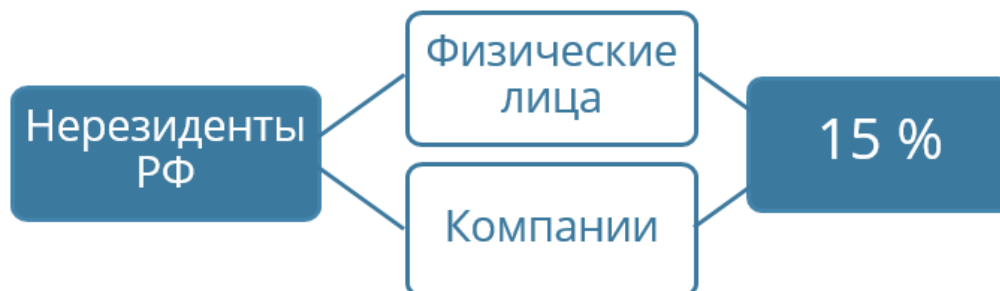 Нерезиденты
РФ
Физические
лица
Компании
15 %